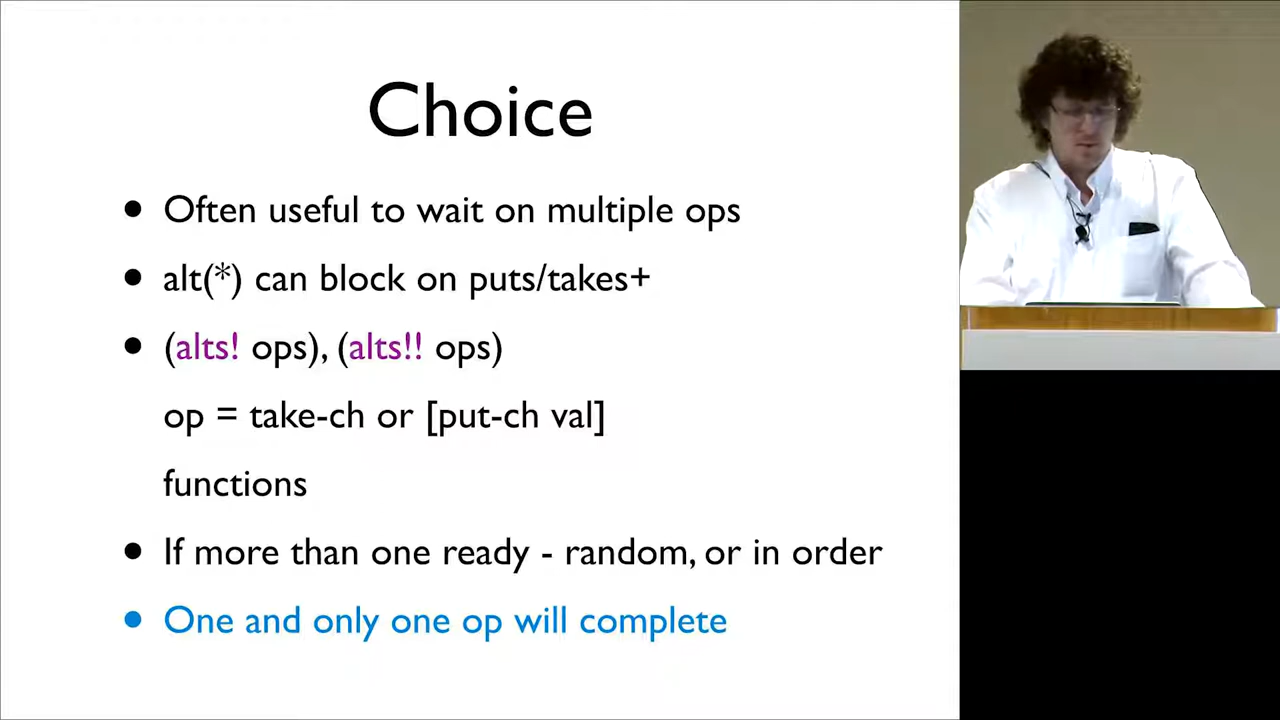 Choice
• Often useful to wait on multiple ops
• alt(*) can block on puts/takes+
• (alts! ops), (alts!! ops)
op = take-ch or [put-ch val]
functions
• If more than one ready - random, or in order
• One and only one op will complete